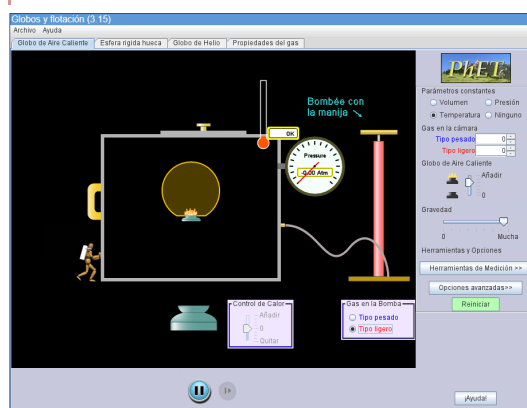 Globos y flotación (3.15)
Archivo Ayuda
Globo de Aire Caliente Esfera rígida hueca Globo de Helio Propiedades del gas
PhET
Bombée con
la manija
0K
Pressure
-0.00 Atm
Parámetros constantes
Volumen Presión
Temperatura Ninguno
Gas en la cámara
Tipo pesado 0
Tipo ligero 0
Globo de Aire Caliente
Añadir
0
Gravedad
0 Mucha
Herramientas y Opciones
Herramientas de Medición >>
Opciones avanzadas>>
Reiniciar
Control de Calor
Añadir
0
Quitar
Gas en la Bomba
Tipo pesado
Tipo ligero
¡Ayuda!